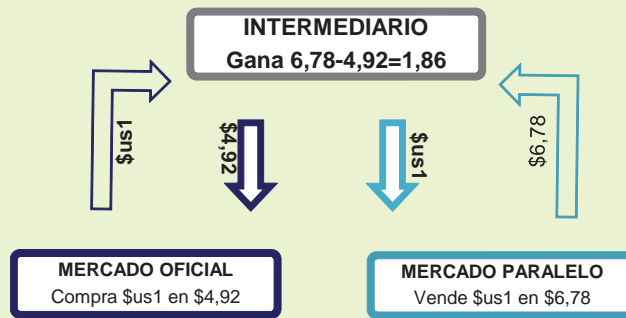 INTERMEDIARIO
Gana 6,78-4,92=1,86
$us1
$4,92
$us1
$6,78
MERCADO OFICIAL
Compra $us1 en $4,92
MERCADO PARALELO
Vende $us1 en $6,78